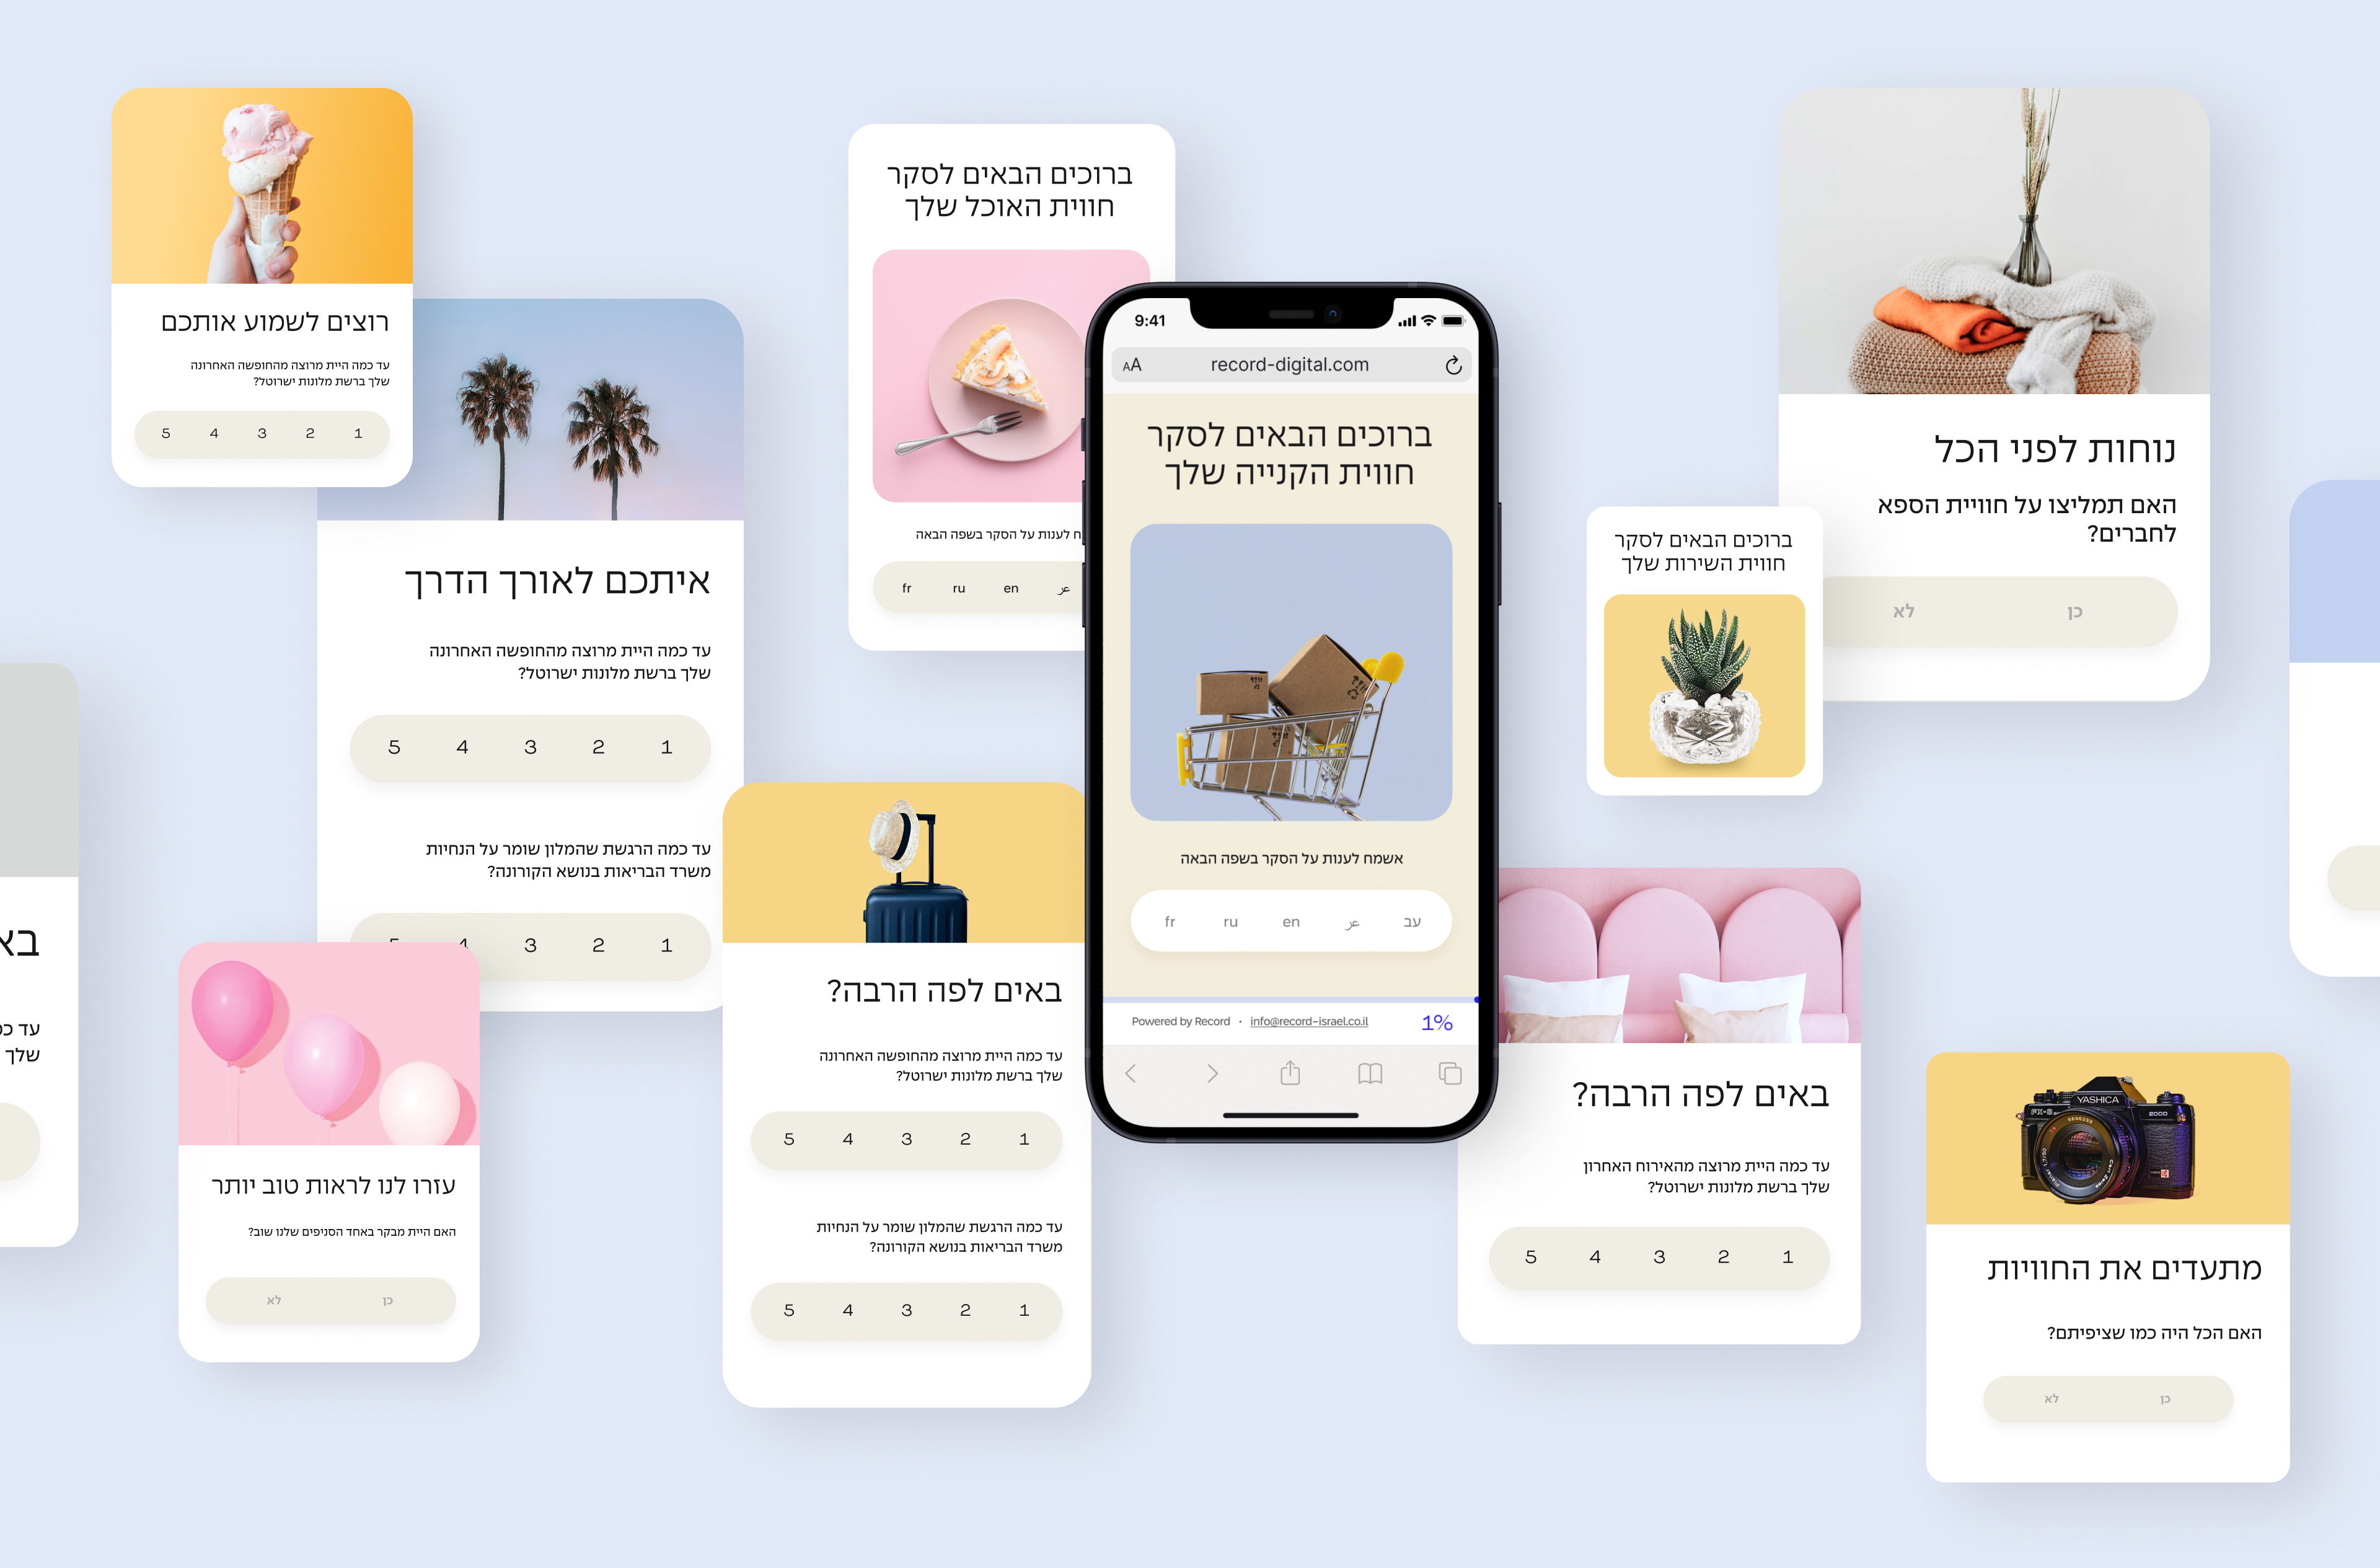 רוצים לשמוע אותכם
עד כמה היית מרוצה מהחופשה האחרונה
שלך ברשת מלונות ישרוטל?
5 4 3 2 1
איתכם לאורך הדרך
עד כמה היית מרוצה מהחופשה האחרונה
שלך ברשת מלונות ישרוטל?
5 4 3 2 1
עד כמה הרגשת שהמלון שומר על הנחיות
משרד הבריאות בנושא הקורונה?
5 4 3 2 1
ברוכים הבאים לסקר
חווית האוכל שלך
לענות על הסקר בשפה הבאה
fr ru en عر
9:41
AA record-digital.com
ברוכים הבאים לסקר
חווית הקנייה שלך
אשמח לענות על הסקר בשפה הבאה
fr ru en عر עב
Powered by Record • info@record-israel.co.il 1%
נוחות לפני הכל
האם תמליצו על חוויית הספא
לחברים?
כן לא
ברוכים הבאים לסקר
חווית השירות שלך
בא
עד כמ
שלך
עזרו לנו לראות טוב יותר
האם היית מבקר באחד הסניפים שלנו שוב?
כן לא
באים לפה הרבה?
עד כמה היית מרוצה מהחופשה האחרונה
שלך ברשת מלונות ישרוטל?
5 4 3 2 1
עד כמה הרגשת שהמלון שומר על הנחיות
משרד הבריאות בנושא הקורונה?
5 4 3 2 1
באים לפה הרבה?
עד כמה היית מרוצה מהאירוח האחרון
שלך ברשת מלונות ישרוטל?
5 4 3 2 1
YASHICA
FX-3 2000
מתעדים את החוויות
האם הכל היה כמו שציפיתם?
כן לא